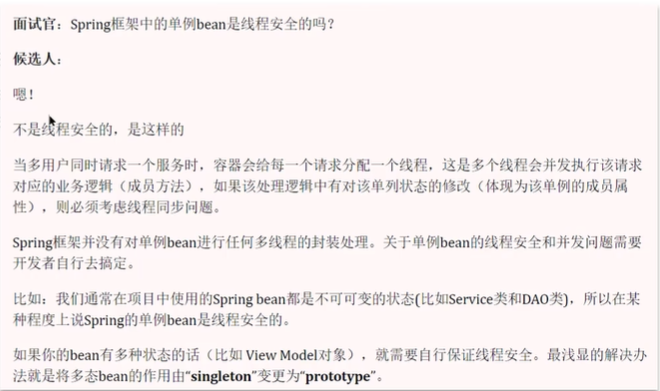 面试官：Spring框架中的单例bean是线程安全的吗？
候选人：
嗯！
不是线程安全的，是这样的
当多用户同时请求一个服务时，容器会给每一个请求分配一个线程，这是多个线程会并发执行该请求
对应的业务逻辑（成员方法），如果该处理逻辑中有对该单列状态的修改（体现为该单例的成员属
性），则必须考虑线程同步问题。
Spring框架并没有对单例bean进行任何多线程的封装处理。关于单例bean的线程安全和并发问题需要
开发者自行去搞定。
比如：我们通常在项目中使用的Spring bean都是不可可变的状态(比如Service类和DAO类)，所以在某
种程度上说Spring的单例bean是线程安全的。
如果你的bean有多种状态的话（比如 View Model对象），就需要自行保证线程安全。最浅显的解决办
法就是将多态bean的作用由“singleton”变更为“prototype”。